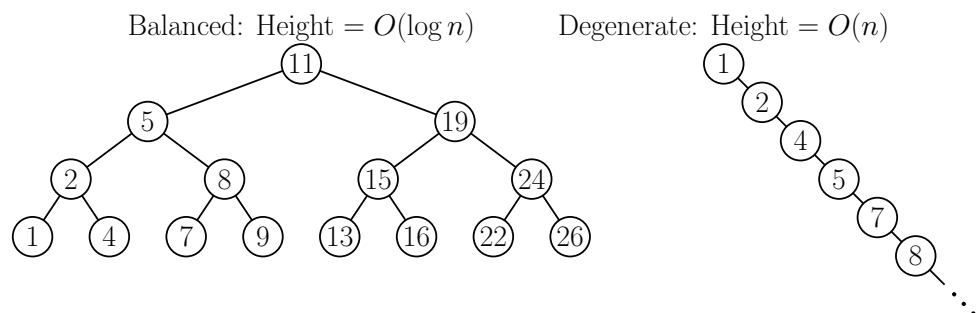 Balanced: Height = O(log n)
Degenerate: Height = O(n)
11
5 19
2 8 15 24
1 4 7 9 13 16 22 26
1
2
4
5
7
8